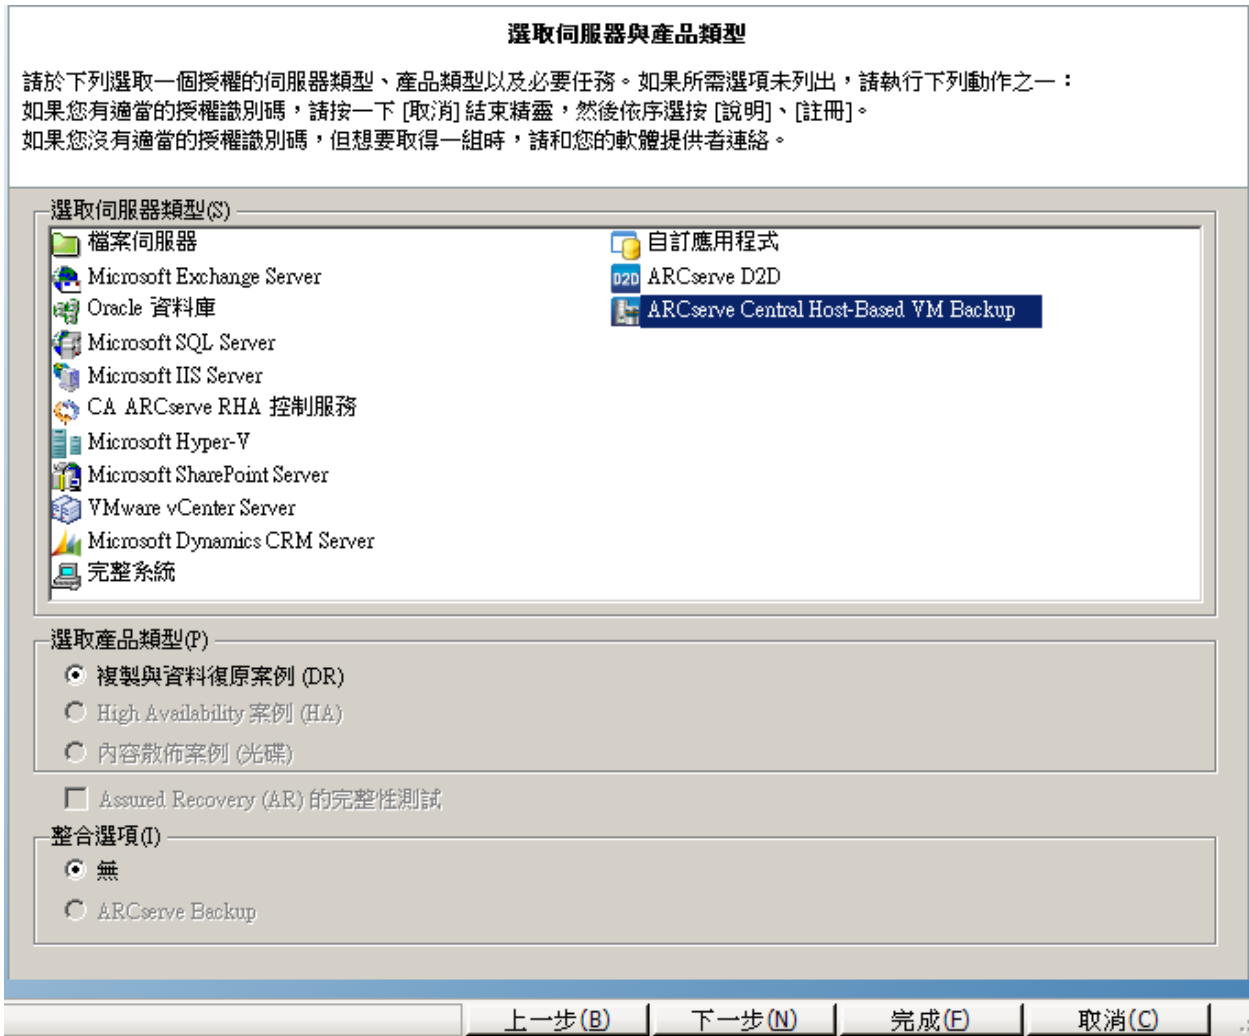 選取伺服器與產品類型
請於下列選取一個授權的伺服器類型、產品類型以及必要任務。如果所需選項未列出，請執行下列動作之一：
如果您有適當的授權識別碼，請按一下 [取消] 結束精靈，然後依序選按 [說明]、[註冊]。
如果您沒有適當的授權識別碼，但想要取得一組時，請和您的軟體提供者連絡。
選取伺服器類型(S)
檔案伺服器
Microsoft Exchange Server
Oracle 資料庫
Microsoft SQL Server
Microsoft IIS Server
CA ARCserve RHA 控制服務
Microsoft Hyper-V
Microsoft SharePoint Server
VMware vCenter Server
Microsoft Dynamics CRM Server
完整系統
自訂應用程式
D2D ARCserve D2D
ARCserve Central Host-Based VM Backup
選取產品類型(P)
複製與資料復原案例 (DR)
High Availability 案例 (HA)
內容散佈案例 (光碟)
Assured Recovery (AR) 的完整性測試
整合選項(I)
無
ARCserve Backup
上一步(B) 下一步(N) 完成(F) 取消(C)